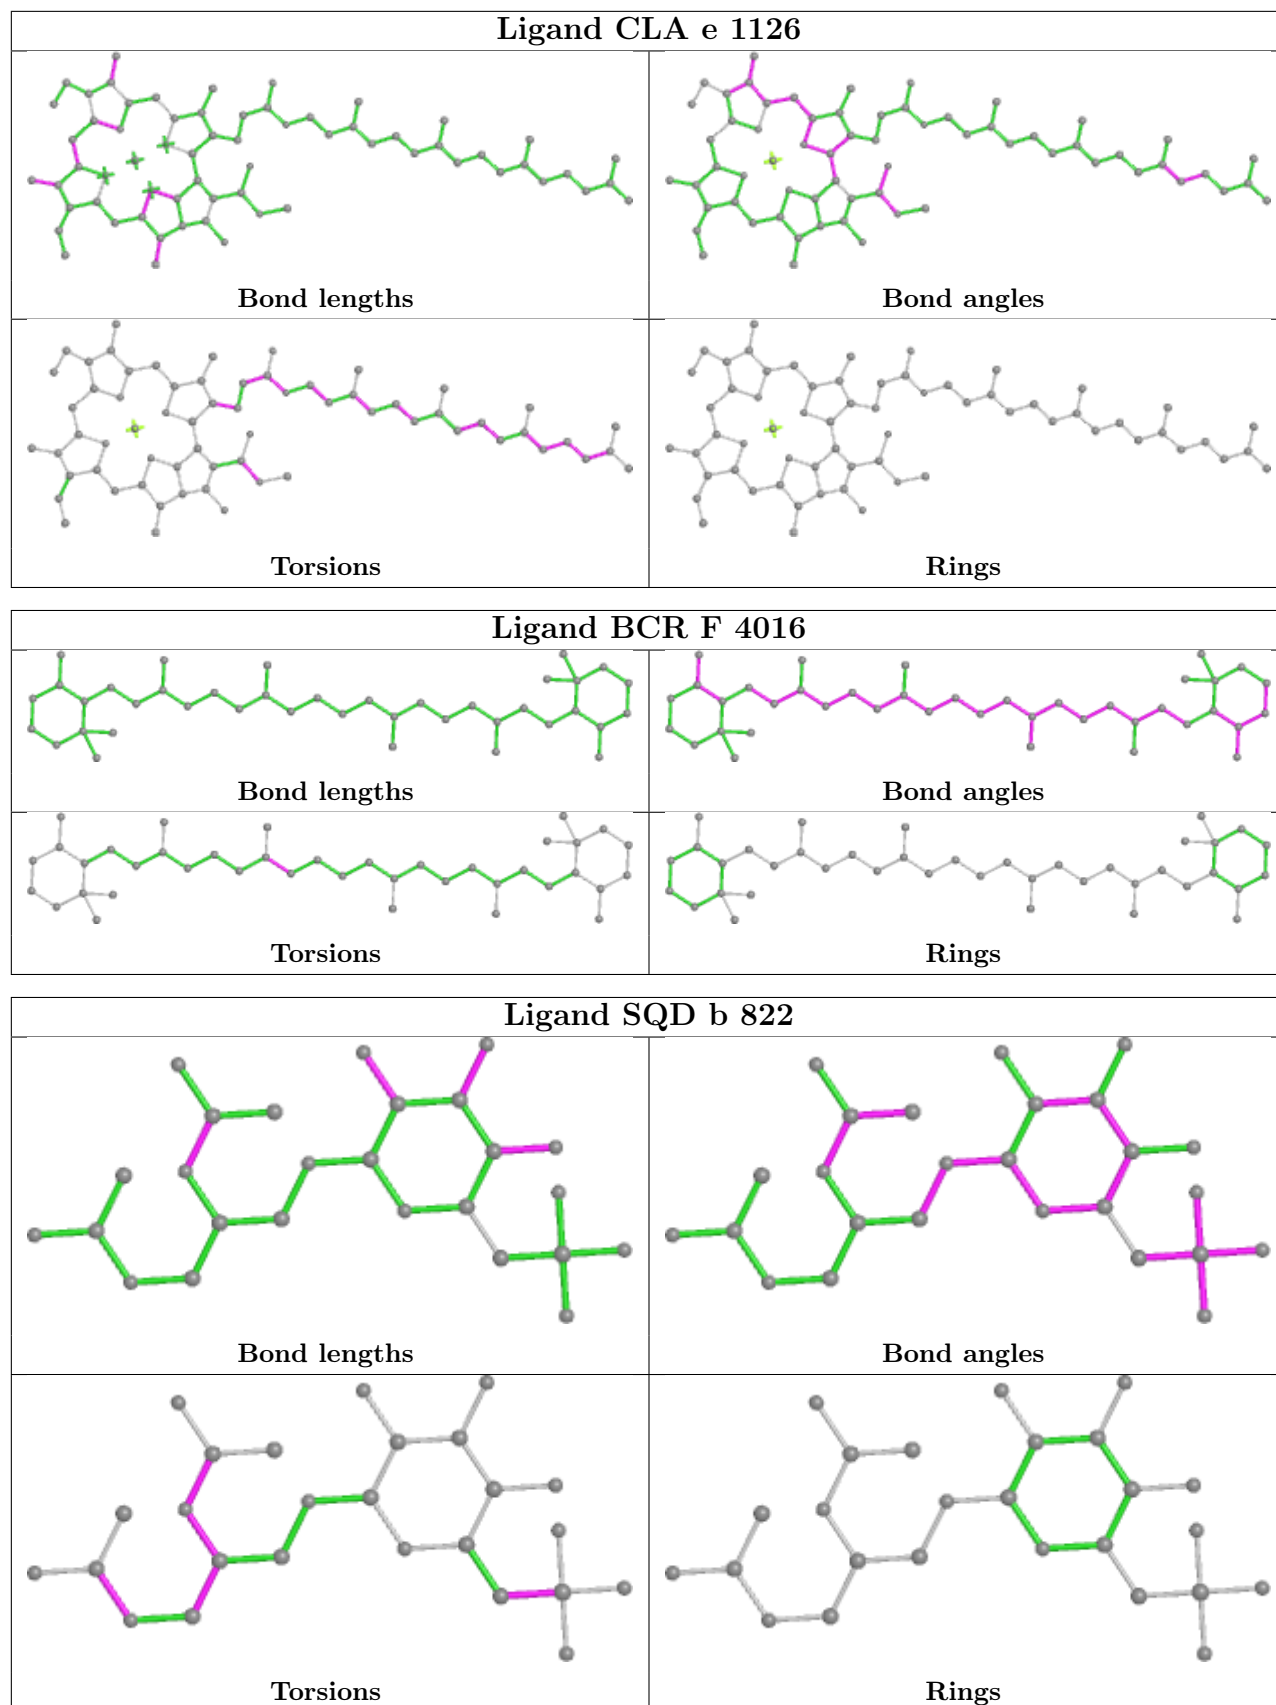 Ligand CLA e 1126
Bond lengths
Bond angles
Torsions
Rings
Ligand BCR F 4016
Bond lengths
Bond angles
Torsions
Rings
Ligand SQD b 822
Bond lengths
Bond angles
Torsions
Rings